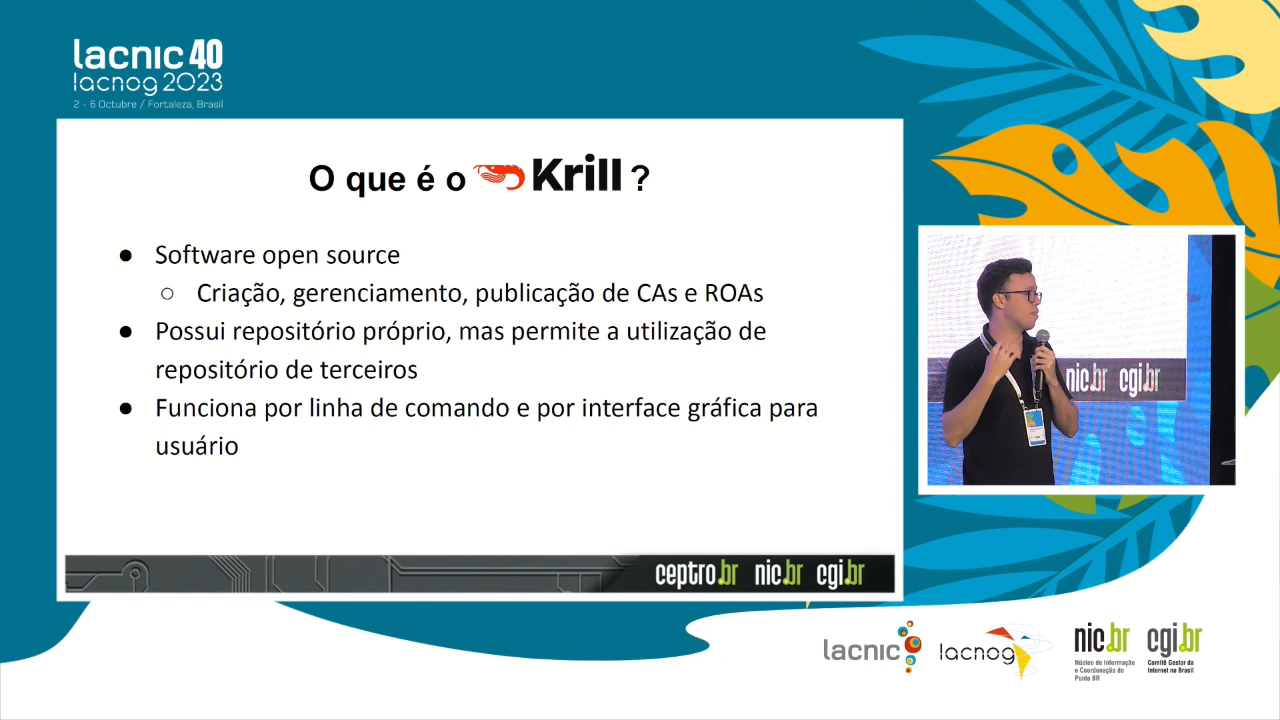 lacnic 40
lacnog 2023
2 - 6 Octubre / Fortaleza, Brasil
O que é o Krill ?
● Software open source
○ Criação, gerenciamento, publicação de CAs e ROAs
● Possui repositório próprio, mas permite a utilização de
repositório de terceiros
● Funciona por linha de comando e por interface gráfica para
usuário
nic.br cgi.br
ceptro.br nic.br cgi.br
lacnic lacnog nic.br cgi.br
Núcleo de Informação
e Coordenação do
Ponto BR
Comitê Gestor da
Internet no Brasil